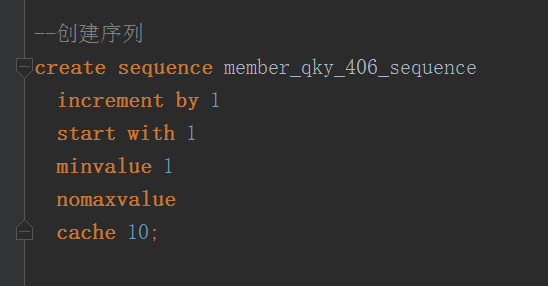 --创建序列
create sequence member_qky_406_sequence
increment by 1
start with 1
minvalue 1
nomaxvalue
cache 10;